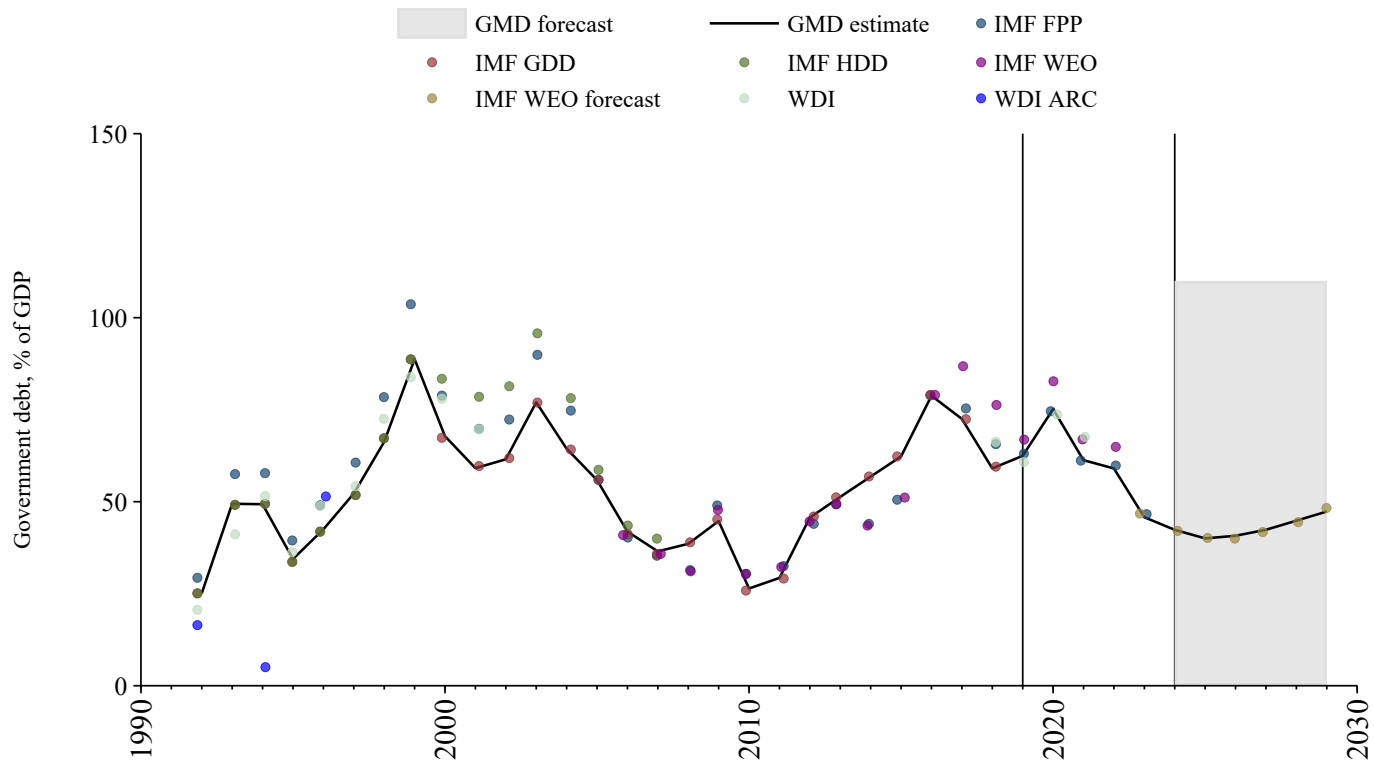 GMD forecast GMD estimate IMF FPP
IMF GDD IMF HDD IMF WEO
IMF WEO forecast WDI WDI ARC
Government debt, % of GDP
150
100
50
0
1990 2000 2010 2020 2030